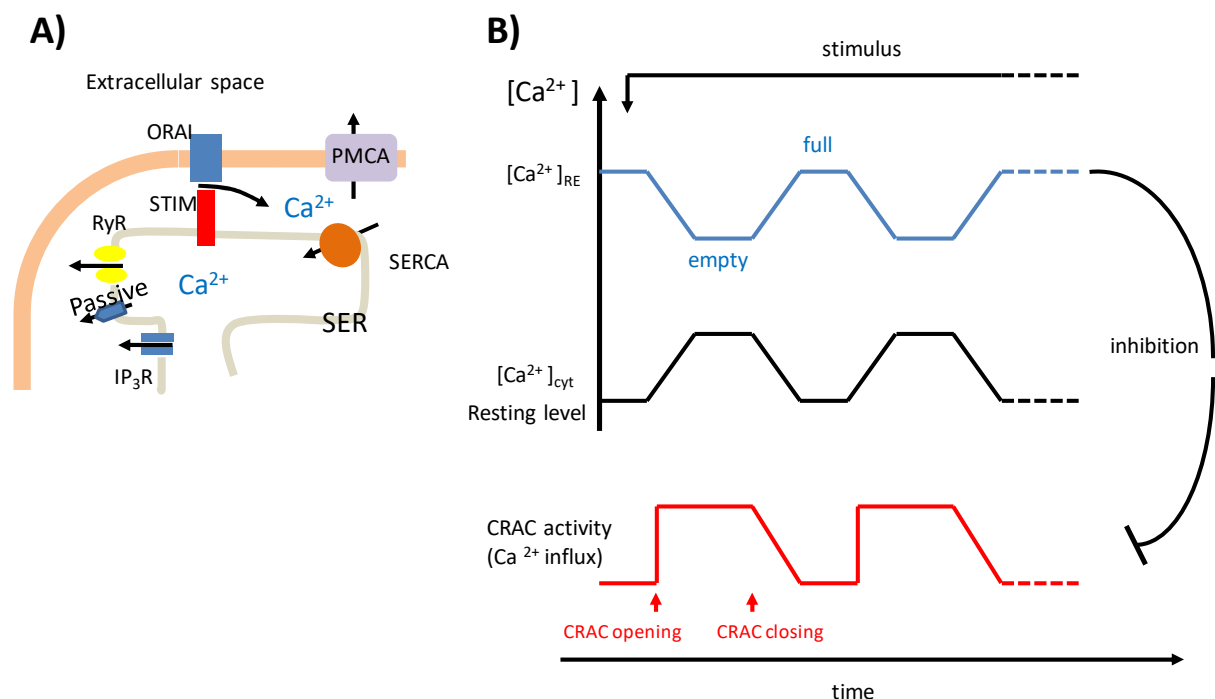 A)
Extracellular space
ORAI
PMCA
STIM
Ca²⁺
RyR
SERCA
Ca²⁺
Passive
SER
IP₃R
B)
stimulus
[Ca²⁺]
[Ca²⁺]RE
full
empty
inhibition
[Ca²⁺]cyt
Resting level
CRAC activity
(Ca ²⁺ influx)
CRAC opening
CRAC closing
time